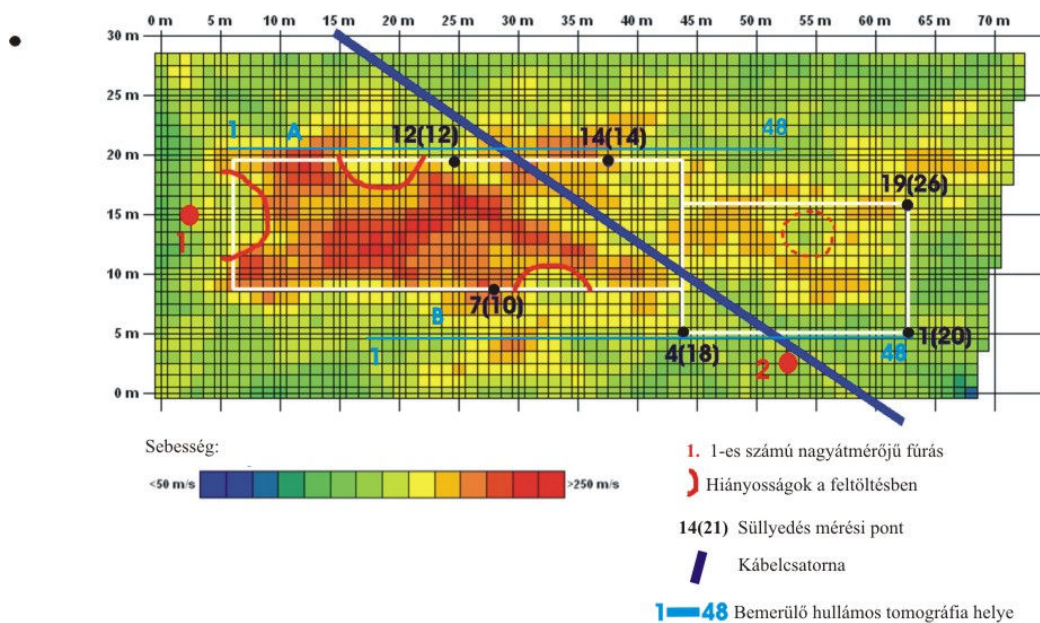 0 m 5 m 10 m 15 m 20 m 25 m 30 m 35 m 40 m 45 m 50 m 55 m 60 m 65 m 70 m
30 m
25 m
1 A 12(12) 14(14) 48
20 m
19(26)
15 m
1
10 m
7(10)
B
5 m
1 4(18) 2 48 1(20)
0 m
Sebesség:
<50 m/s >250 m/s
1. 1-es számú nagyátmérőjű fúrás
Hiányosságok a feltöltésben
14(21) Süllyedés mérési pont
Kábelcsatorna
1 48 Bemerülő hullámos tomográfia helye